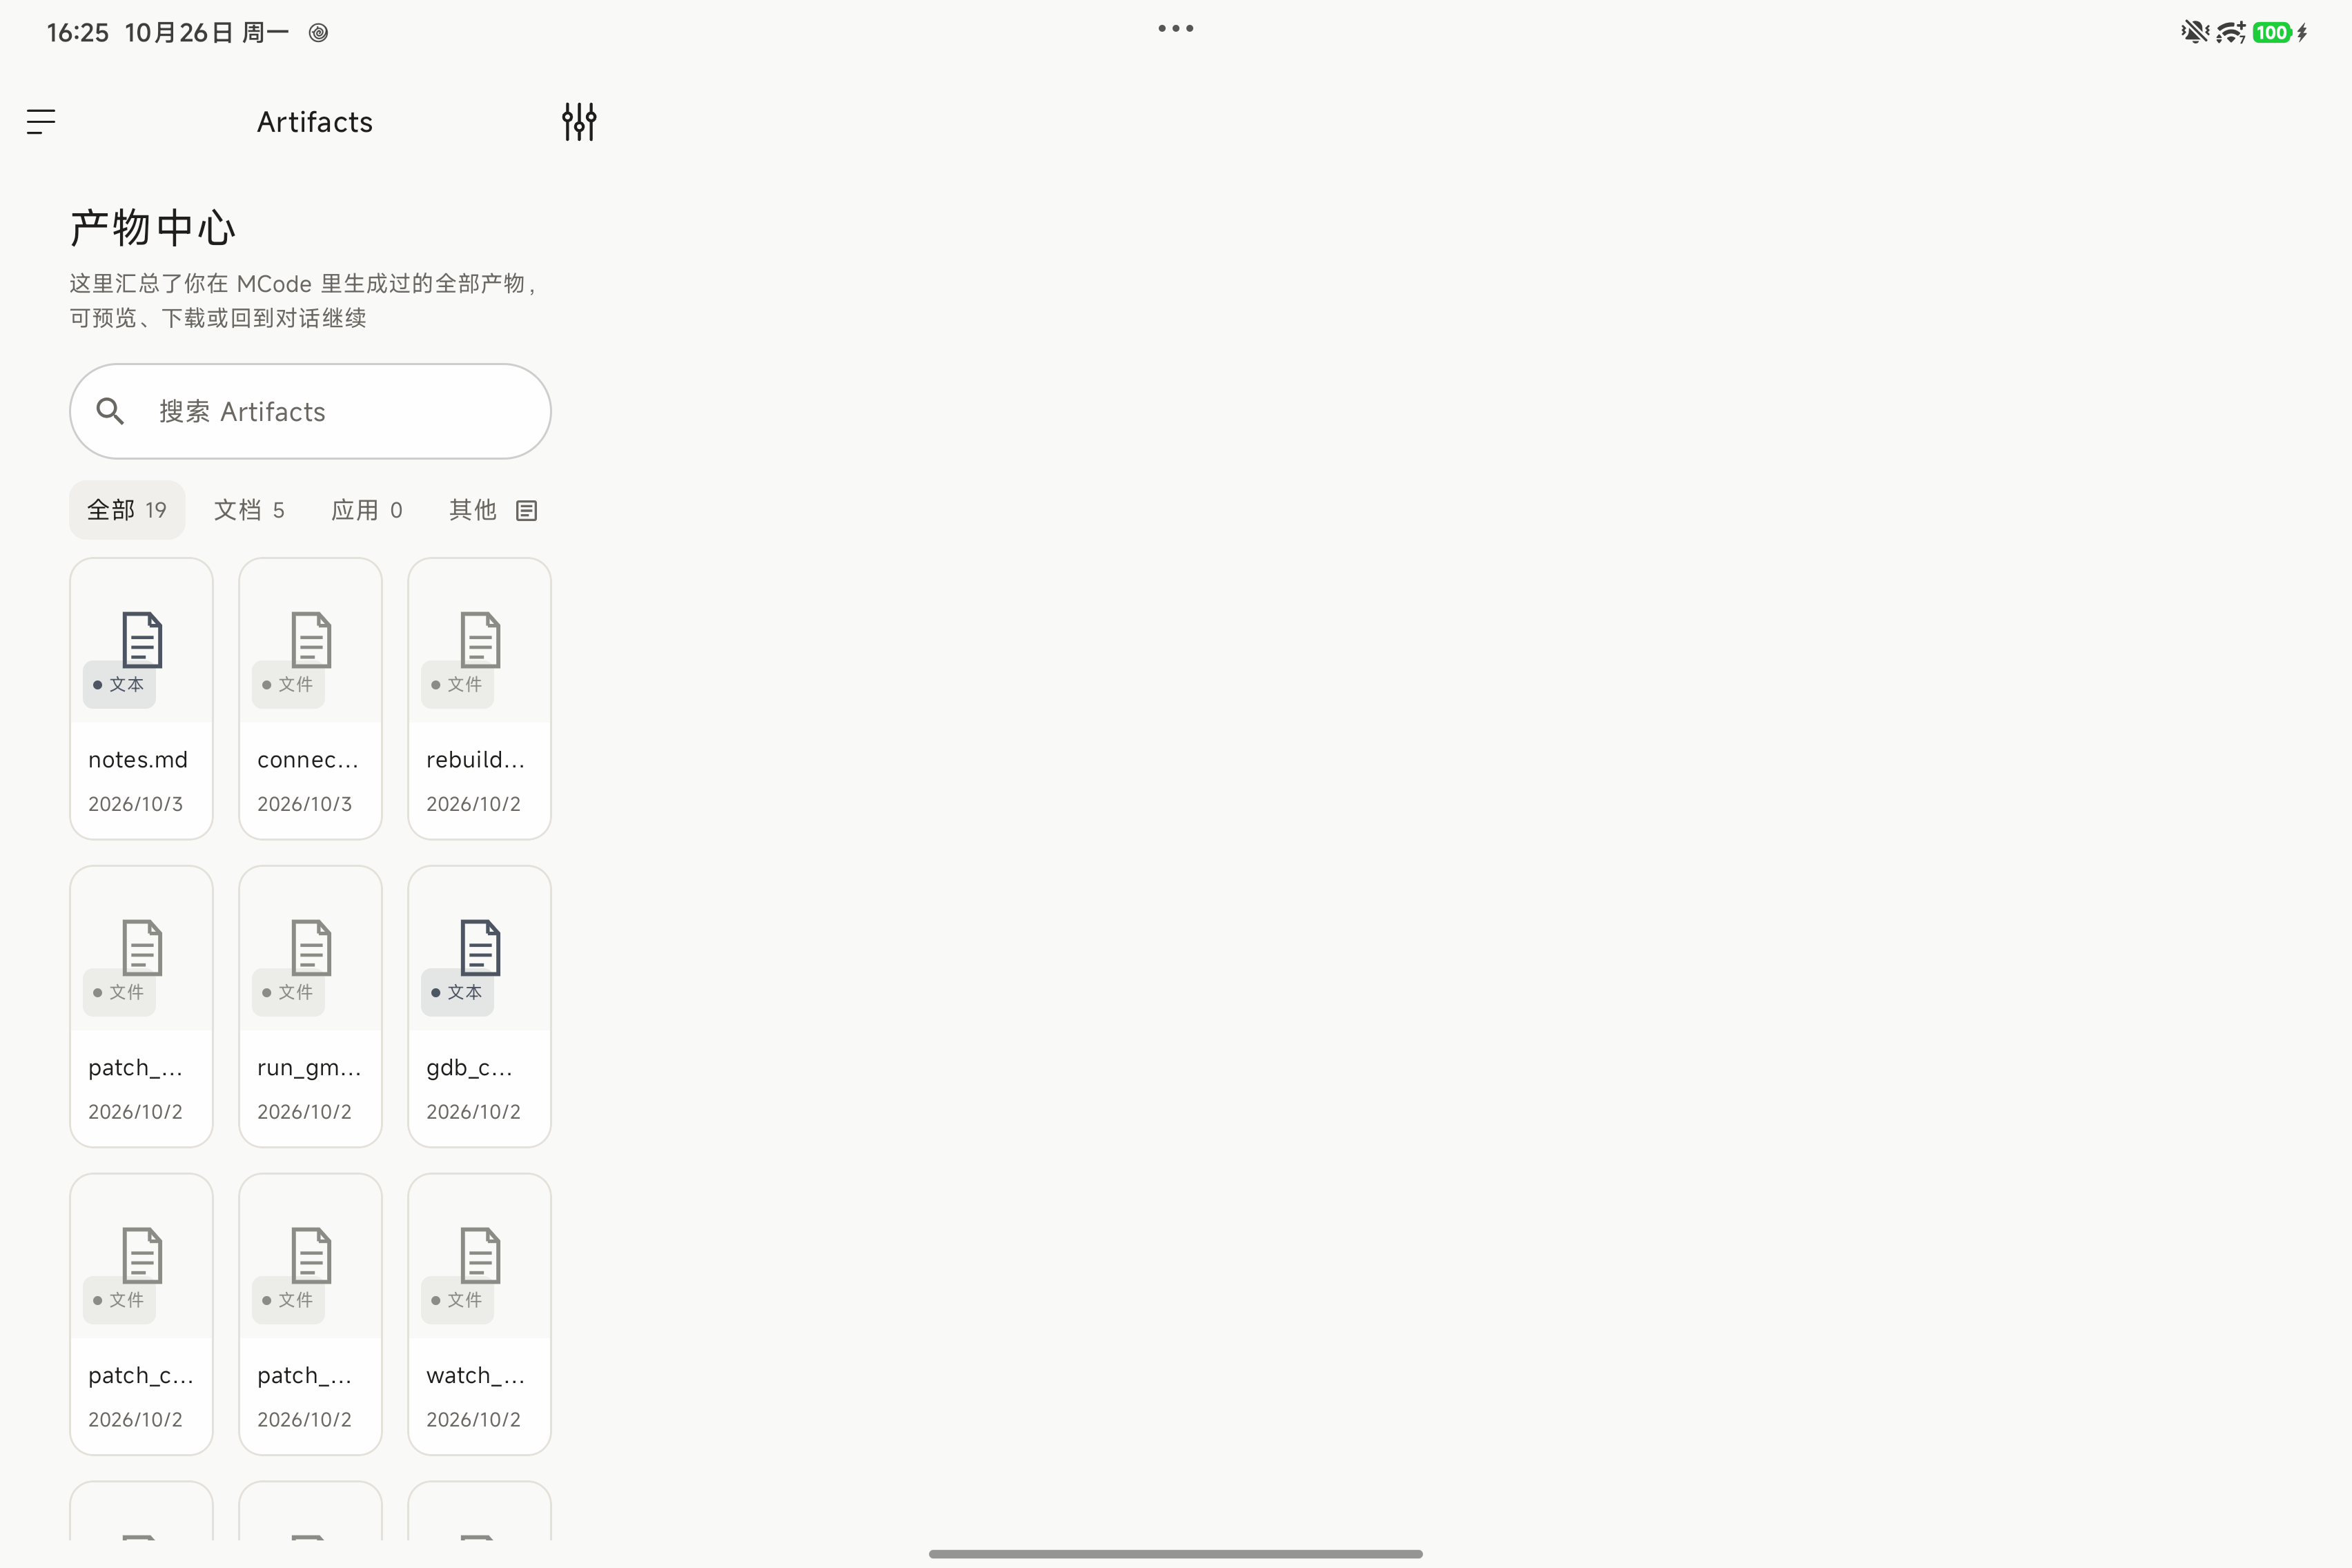 16:25 10月26日 周一
100
Artifacts
产物中心
这里汇总了你在 MCode 里生成过的全部产物，
可预览、下载或回到对话继续
搜索 Artifacts
全部 19 文档 5 应用 0 其他
文本 文件 文件
notes.md connec... rebuild...
2026/10/3 2026/10/3 2026/10/2
文件 文件 文本
patch_... run_gm... gdb_c...
2026/10/2 2026/10/2 2026/10/2
文件 文件 文件
patch_c... patch_... watch_...
2026/10/2 2026/10/2 2026/10/2